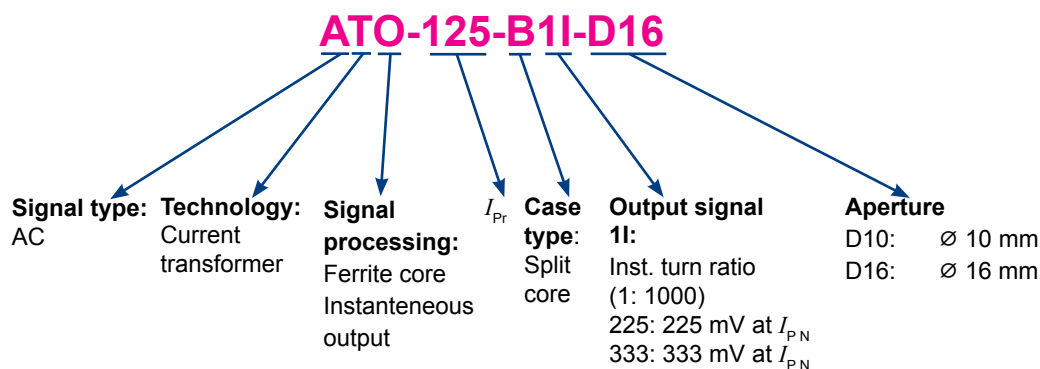 ATO-125-B1I-D16
Signal type:
AC
Technology:
Current
transformer
Signal
processing:
Ferrite core
Instanteneous
output
IPr
Case
type:
Split
core
Output signal
1I:
Inst. turn ratio
(1: 1000)
225: 225 mV at IP N
333: 333 mV at IP N
Aperture
D10: Ø 10 mm
D16: Ø 16 mm